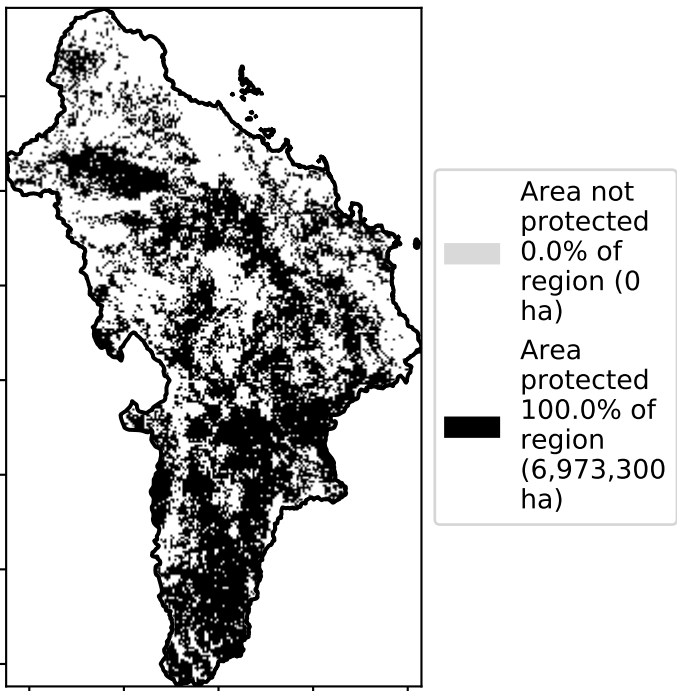 Area not
protected
0.0% of
region (0
ha)
Area
protected
100.0% of
region
(6,973,300
ha)